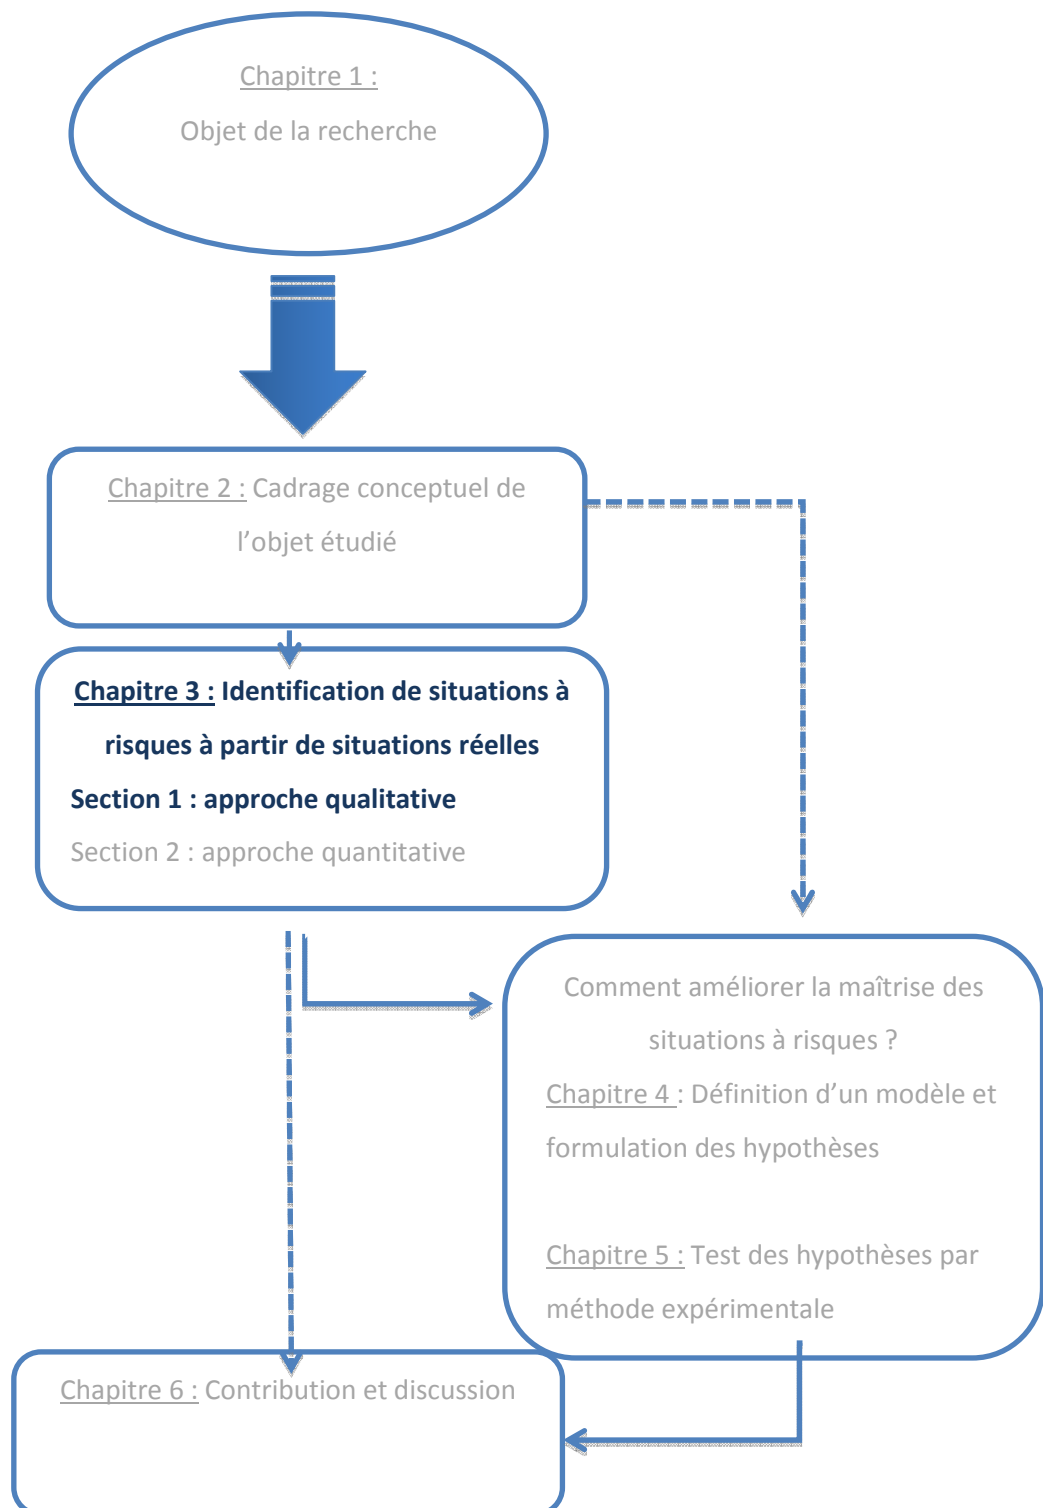 Chapitre 1 :
Objet de la recherche
Chapitre 2 : Cadrage conceptuel de
l’objet étudié
Chapitre 3 : Identification de situations à
risques à partir de situations réelles
Section 1 : approche qualitative
Section 2 : approche quantitative
Comment améliorer la maîtrise des
situations à risques ?
Chapitre 4 : Définition d’un modèle et
formulation des hypothèses
Chapitre 5 : Test des hypothèses par
méthode expérimentale
Chapitre 6 : Contribution et discussion